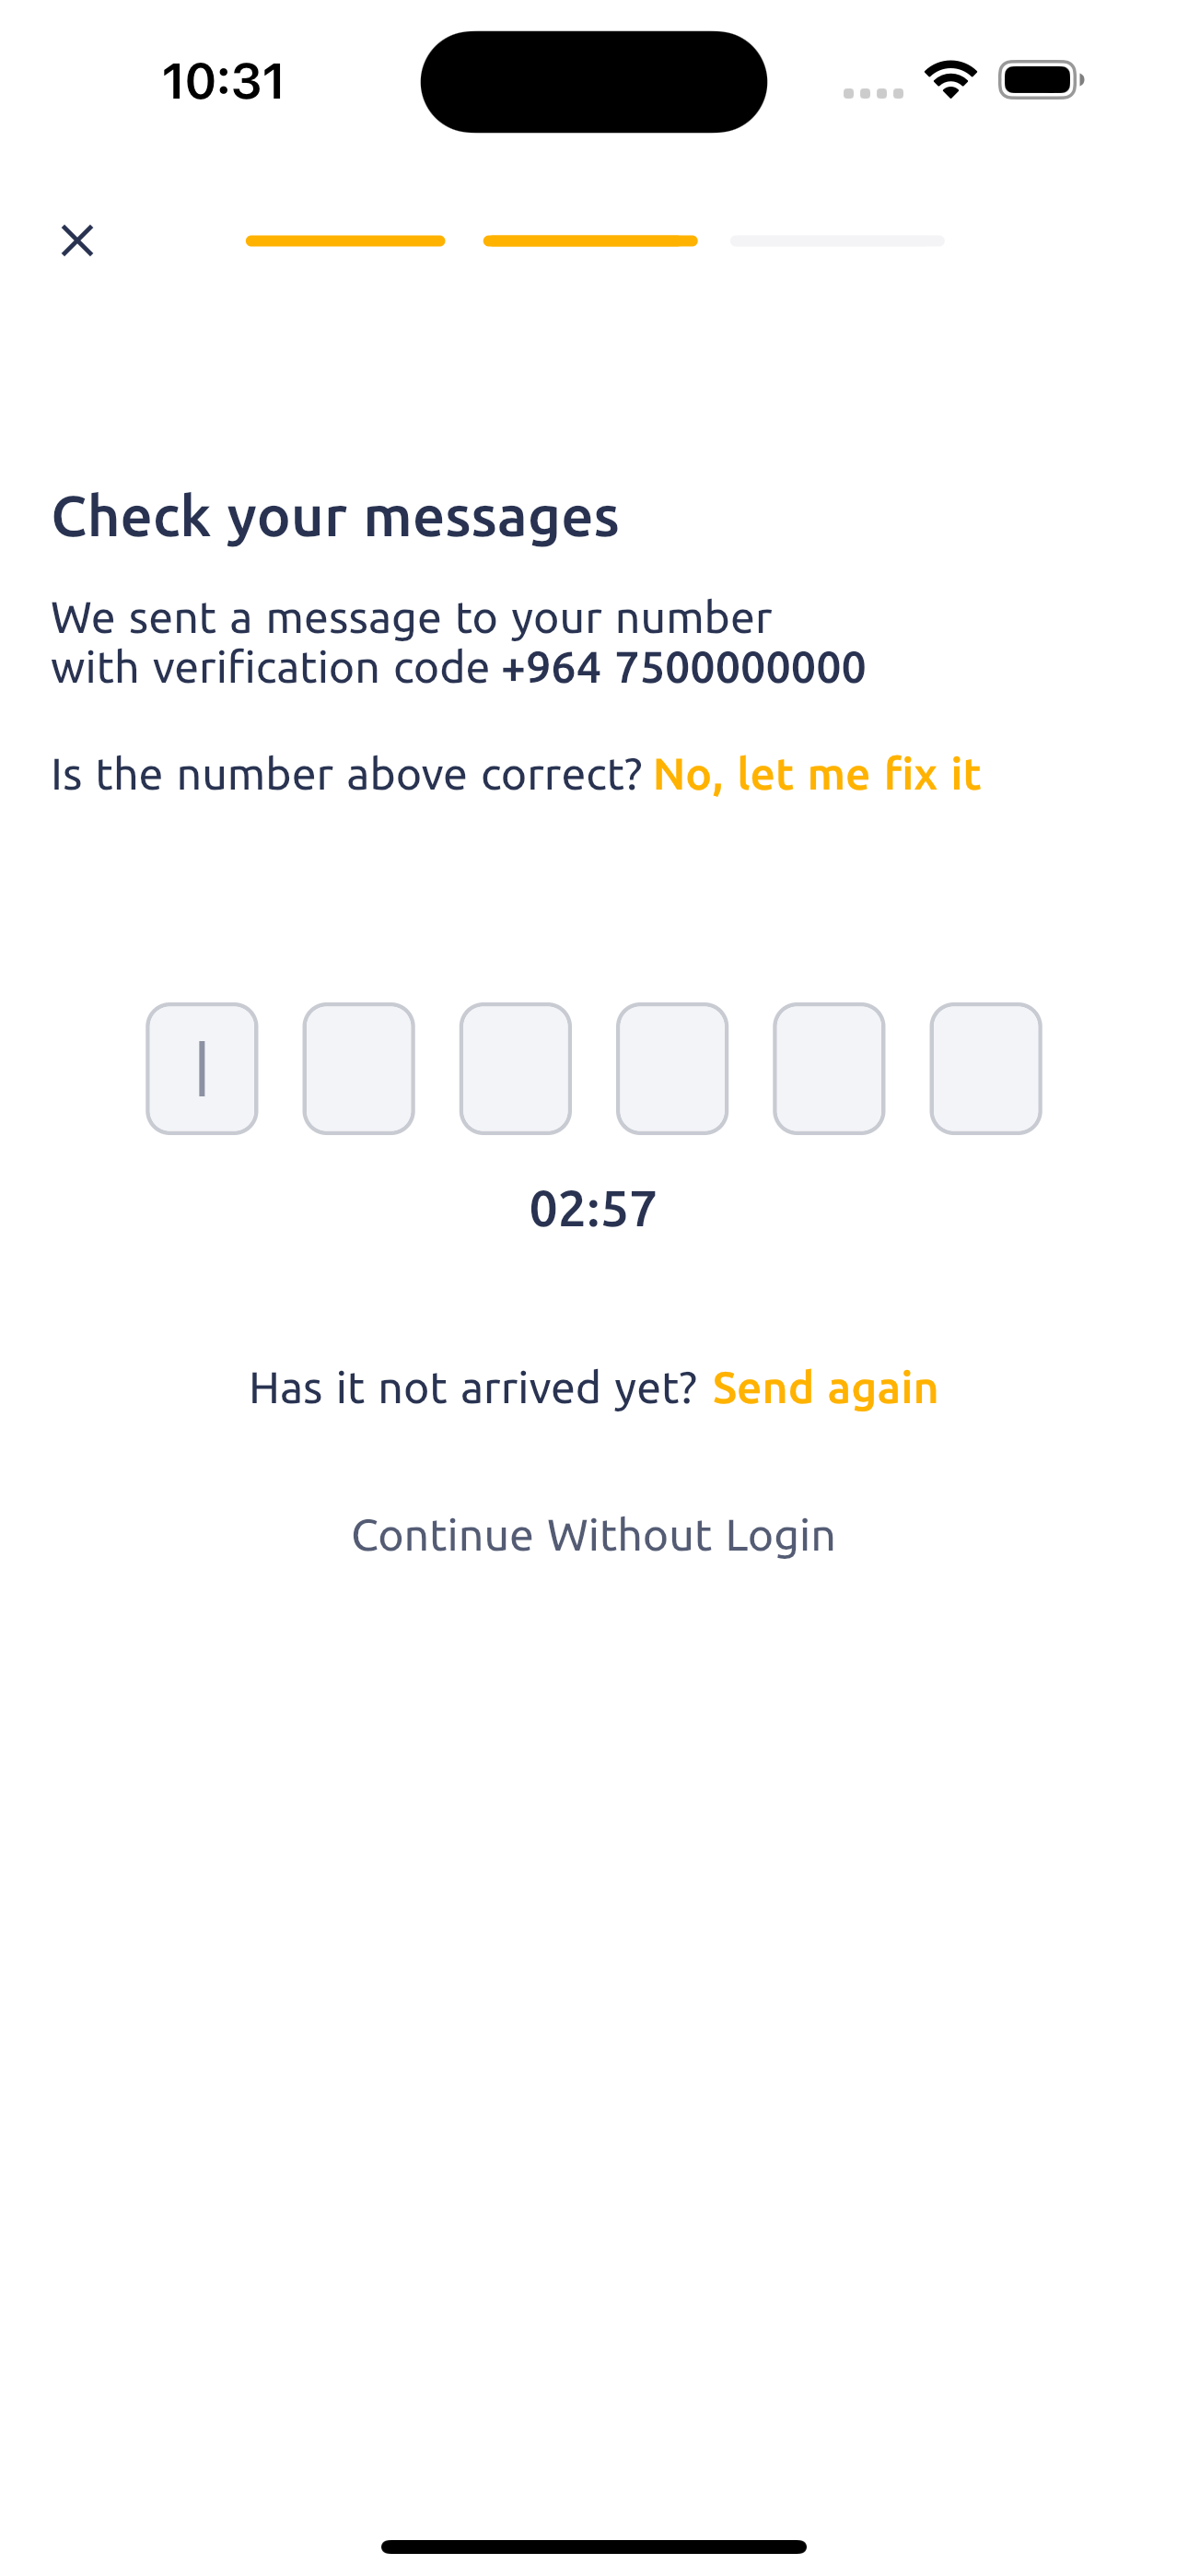 10:31
Check your messages
We sent a message to your number
with verification code +964 7500000000
Is the number above correct? No, let me fix it
02:57
Has it not arrived yet? Send again
Continue Without Login